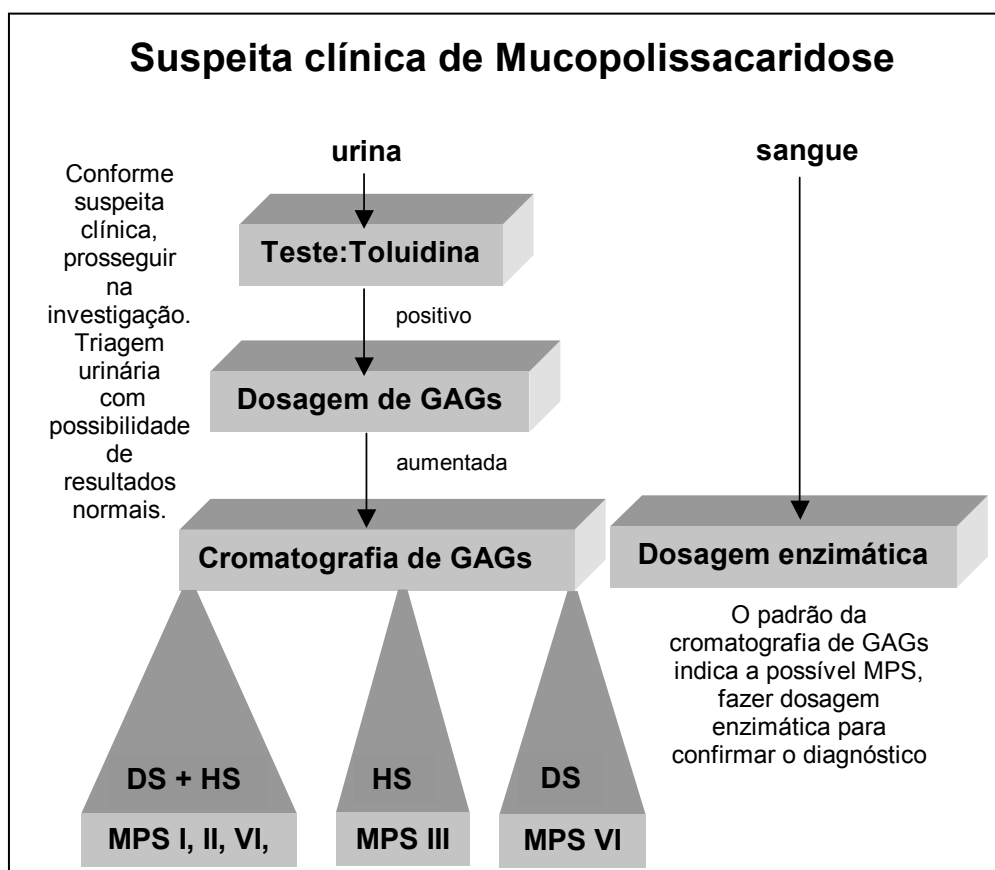 Suspeita clínica de Mucopolissacaridose
urina
sangue
Conforme
suspeita
clínica,
prosseguir
na
investigação.
Triagem
urinária
com
possibilidade
de
resultados
normais.
Teste:Toluidina
positivo
Dosagem de GAGs
aumentada
Cromatografia de GAGs
Dosagem enzimática
O padrão da
cromatografia de GAGs
indica a possível MPS,
fazer dosagem
enzimática para
confirmar o diagnóstico
DS + HS
HS
DS
MPS I, II, VI,
MPS III
MPS VI